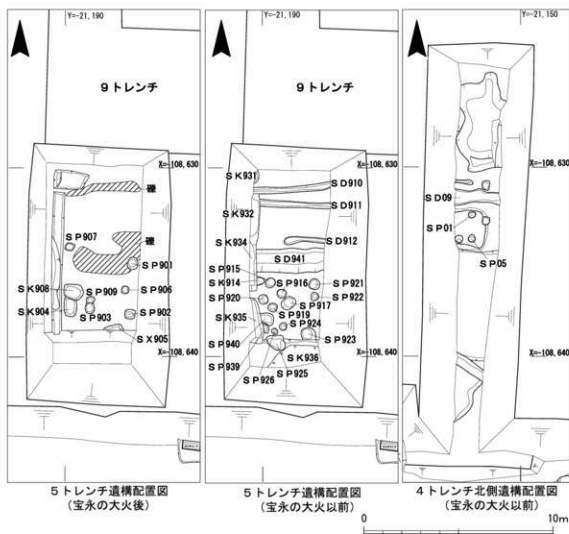 Y=-21,190
9トレンチ
X=-108,630
礫
SP907
礫
SP901
SK908
SP909
SP906
SK904
SP903
SP902
SX905
X=-108,640
5トレンチ遺構配置図
(宝永の大火後)
Y=-21,190
9トレンチ
X=-108,630
SK931
SD910
SK932
SD911
SK934
SD912
SD941
SP915
SK914
SP916
SP921
SP920
SP922
SP917
SK935
SP919
SP924
SP940
SP923
SP939
SK936
X=-108,640
SP926
SP925
5トレンチ遺構配置図
(宝永の大火以前)
Y=-21,150
X=-108,630
SD09
SP01
SP05
X=-108,640
4トレンチ北側遺構配置図
(宝永の大火以前)
0
10m